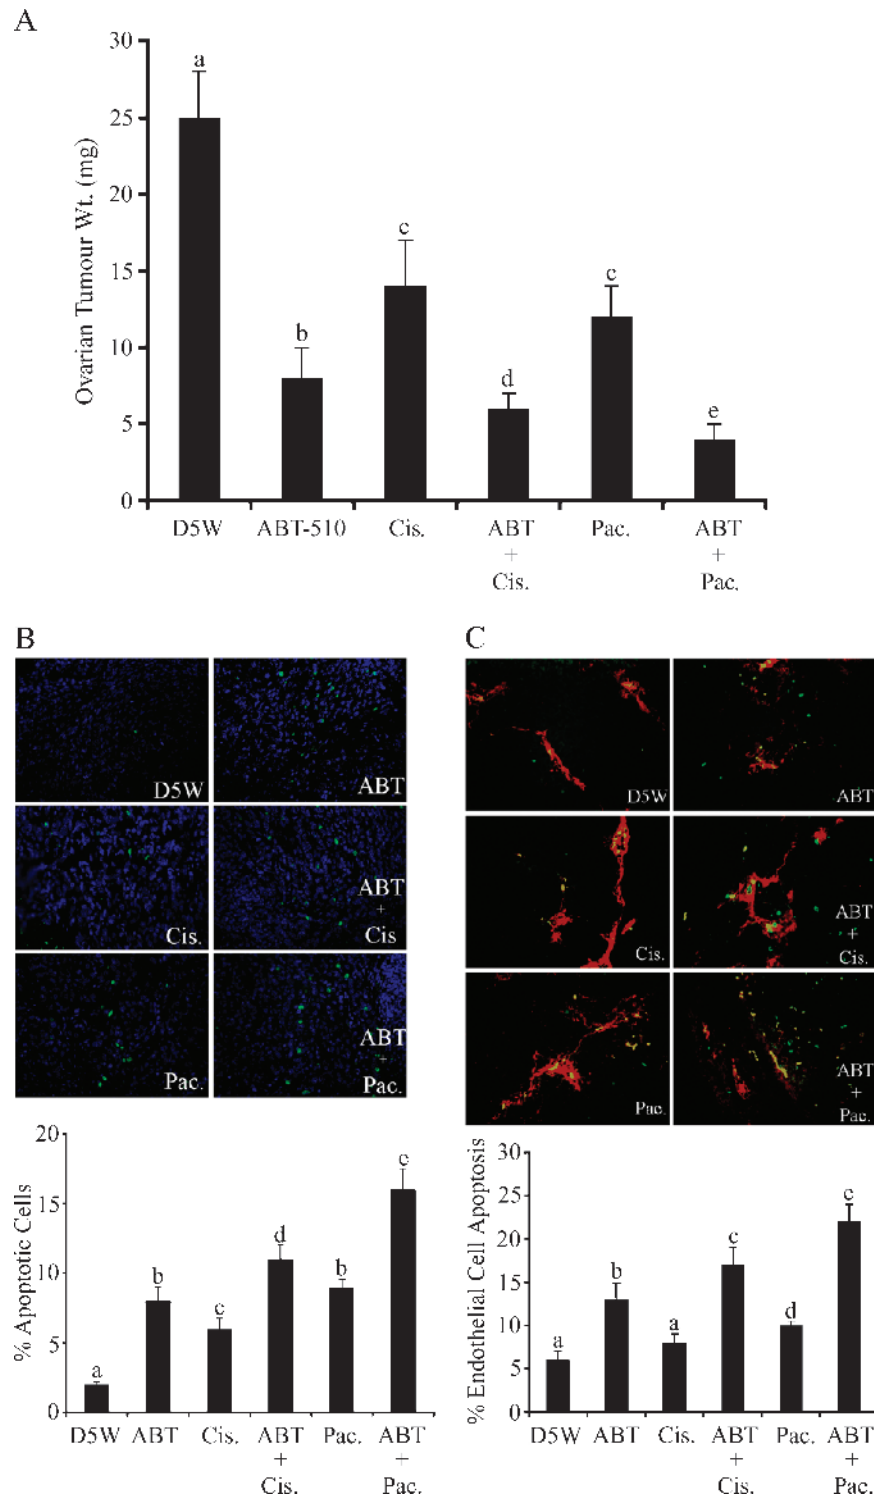 A
Ovarian Tumour Wt. (mg)
30
25
20
15
10
5
0
a
b
c
d
c
e
D5W
ABT-510
Cis.
ABT
+
Cis.
Pac.
ABT
+
Pac.
B
D5W
ABT
Cis.
ABT
+
Cis
Pac.
ABT
+
Pac.
% Apoptotic Cells
20
15
10
5
0
a
b
c
d
b
e
D5W
ABT
Cis.
ABT
+
Cis.
Pac.
ABT
+
Pac.
C
D5W
ABT
Cis.
ABT
+
Cis.
Pac.
ABT
+
Pac.
% Endothelial Cell Apoptosis
30
25
20
15
10
5
0
a
b
a
c
d
e
D5W
ABT
Cis.
ABT
+
Cis.
Pac.
ABT
+
Pac.